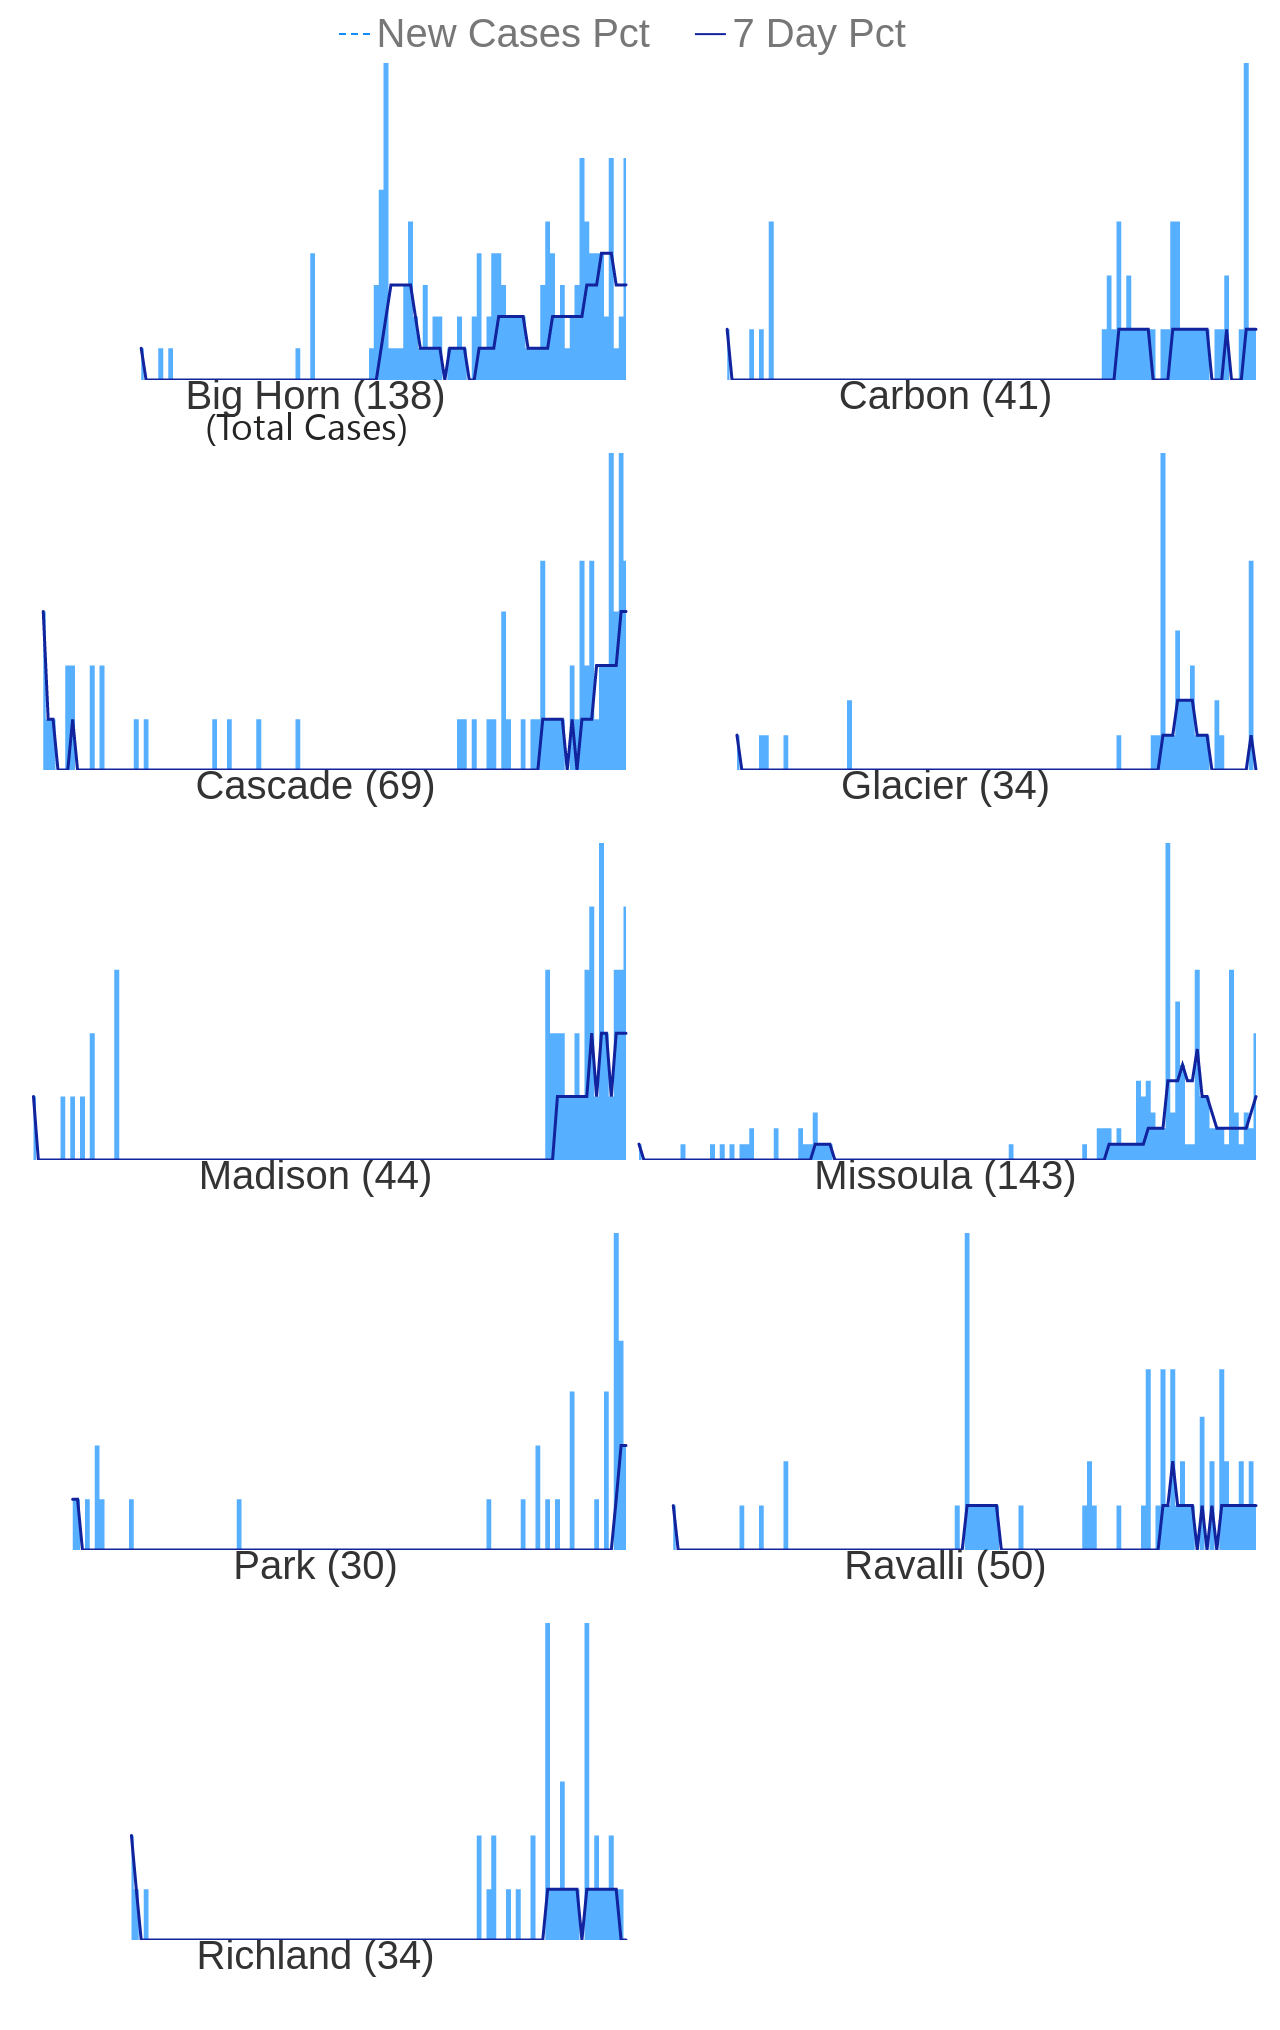 New Cases Pct 7 Day Pct
Big Horn (138) Carbon (41)
(Total Cases)
Cascade (69) Glacier (34)
Madison (44) Missoula (143)
Park (30) Ravalli (50)
Richland (34)